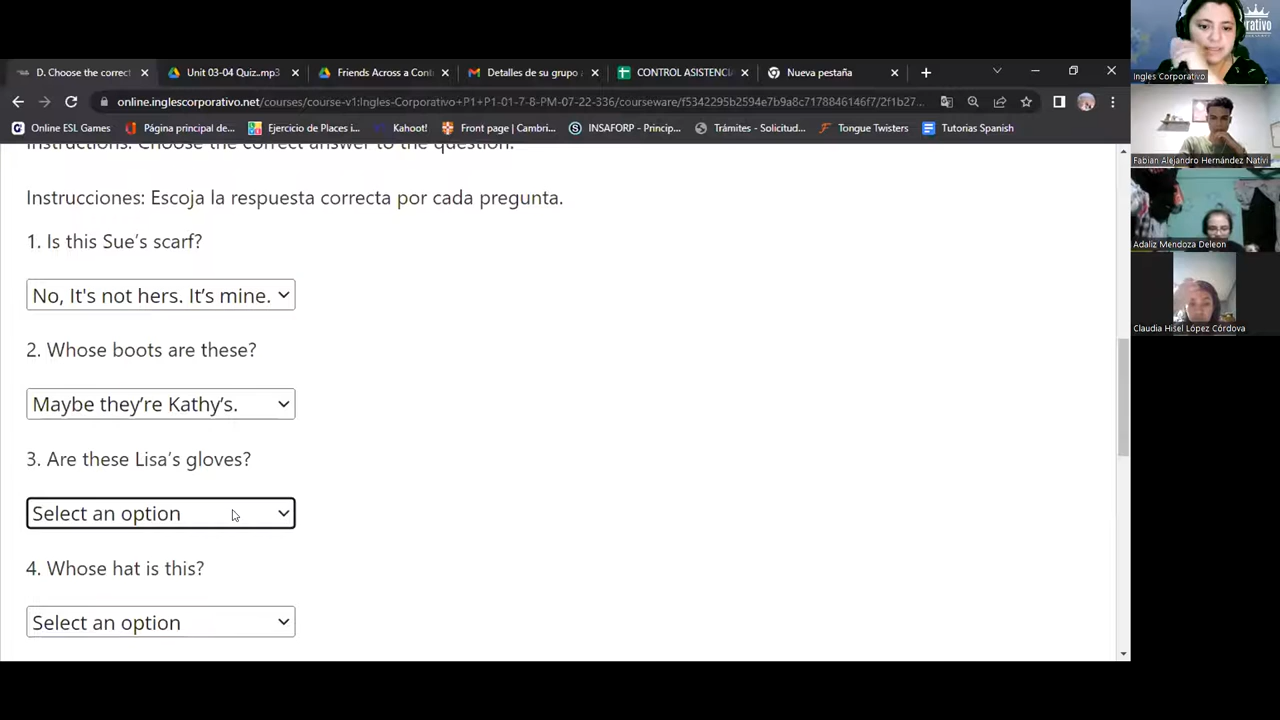 rativo
Ingles Corporativo
D. Choose the correct
Unit 03-04 Quiz.mp3
Friends Across a Cont
Detalles de su grupo
CONTROL ASISTENCI
Nueva pestaña
online.inglescorporativo.net/courses/course-v1:Ingles-Corporativo+P1+P1-01-7-8-PM-07-22-336/courseware/f5342295b2594e7b9a8c7178846146f7/2f1b27...
Online ESL Games
Página principal de...
Ejercicio de Places i...
Kahoot!
Front page | Cambri...
INSAFORP - Princip...
Trámites - Solicitud...
Tongue Twisters
Tutorias Spanish
Fabian Alejandro Hernández Nativi
Adaliz Mendoza Deleon
Claudia Hisel López Córdova
Instructions: Choose the correct answer to the question.
Instrucciones: Escoja la respuesta correcta por cada pregunta.
1. Is this Sue’s scarf?
No, It's not hers. It’s mine.
2. Whose boots are these?
Maybe they’re Kathy’s.
3. Are these Lisa’s gloves?
Select an option
4. Whose hat is this?
Select an option